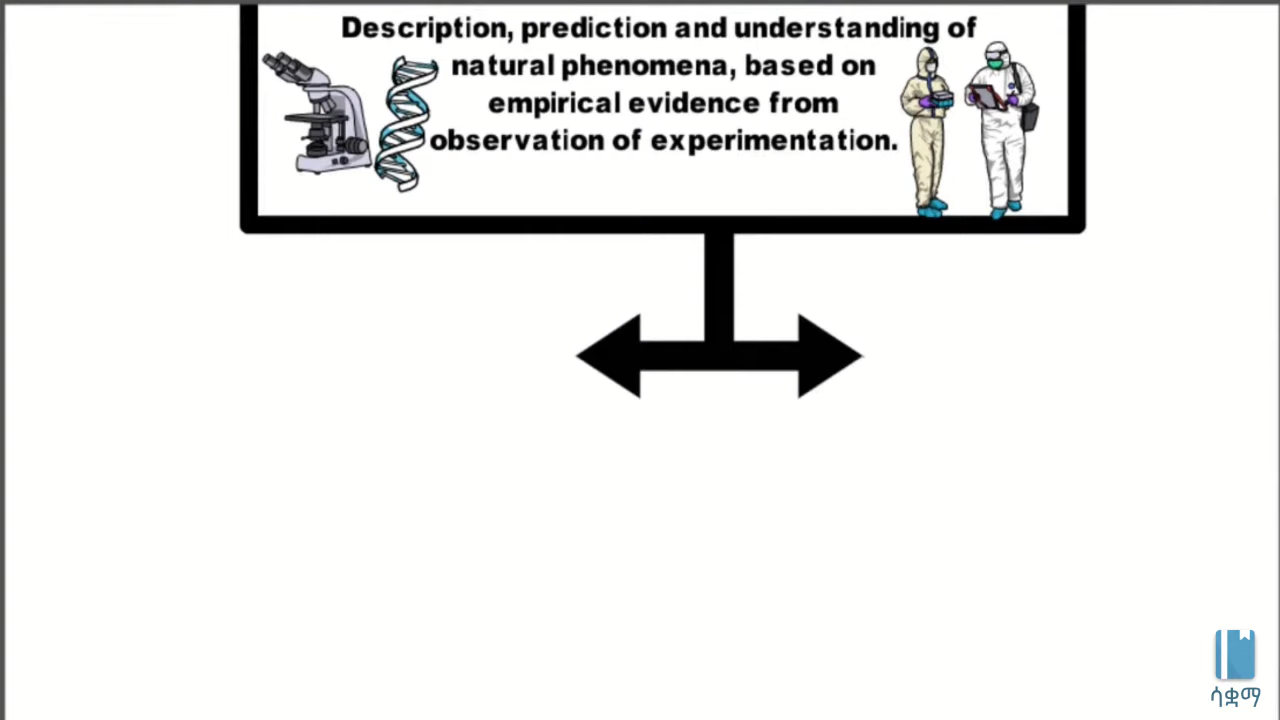 Description, prediction and understanding of
natural phenomena, based on
empirical evidence from
observation of experimentation.
ሳቋማ